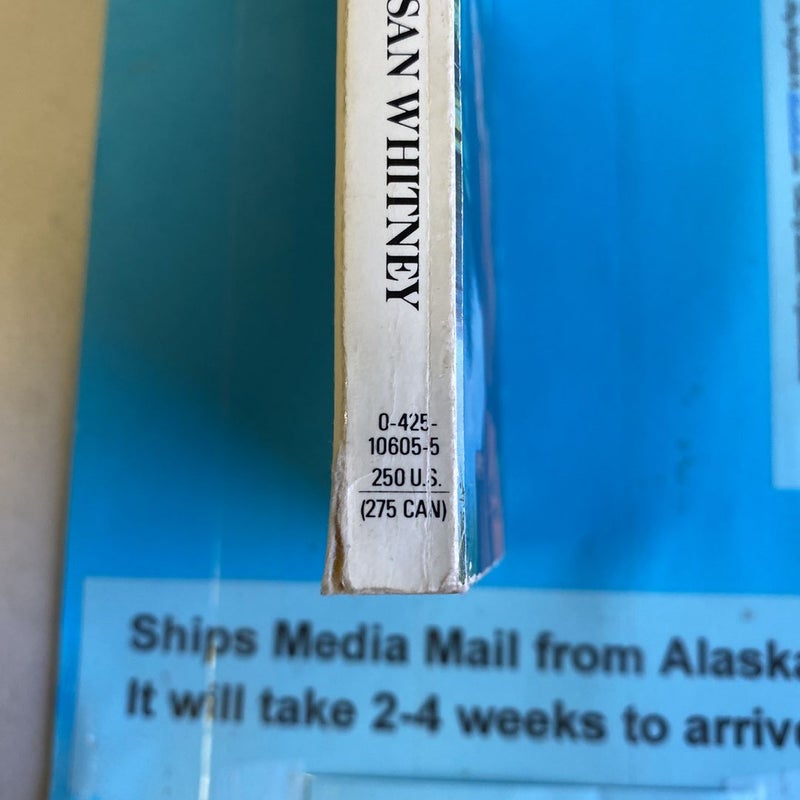 SAN WHITNEY
0-425-
10605-5
250 U.S.
(275 CAN)
Ships Media Mail from Alaska
It will take 2-4 weeks to arrive